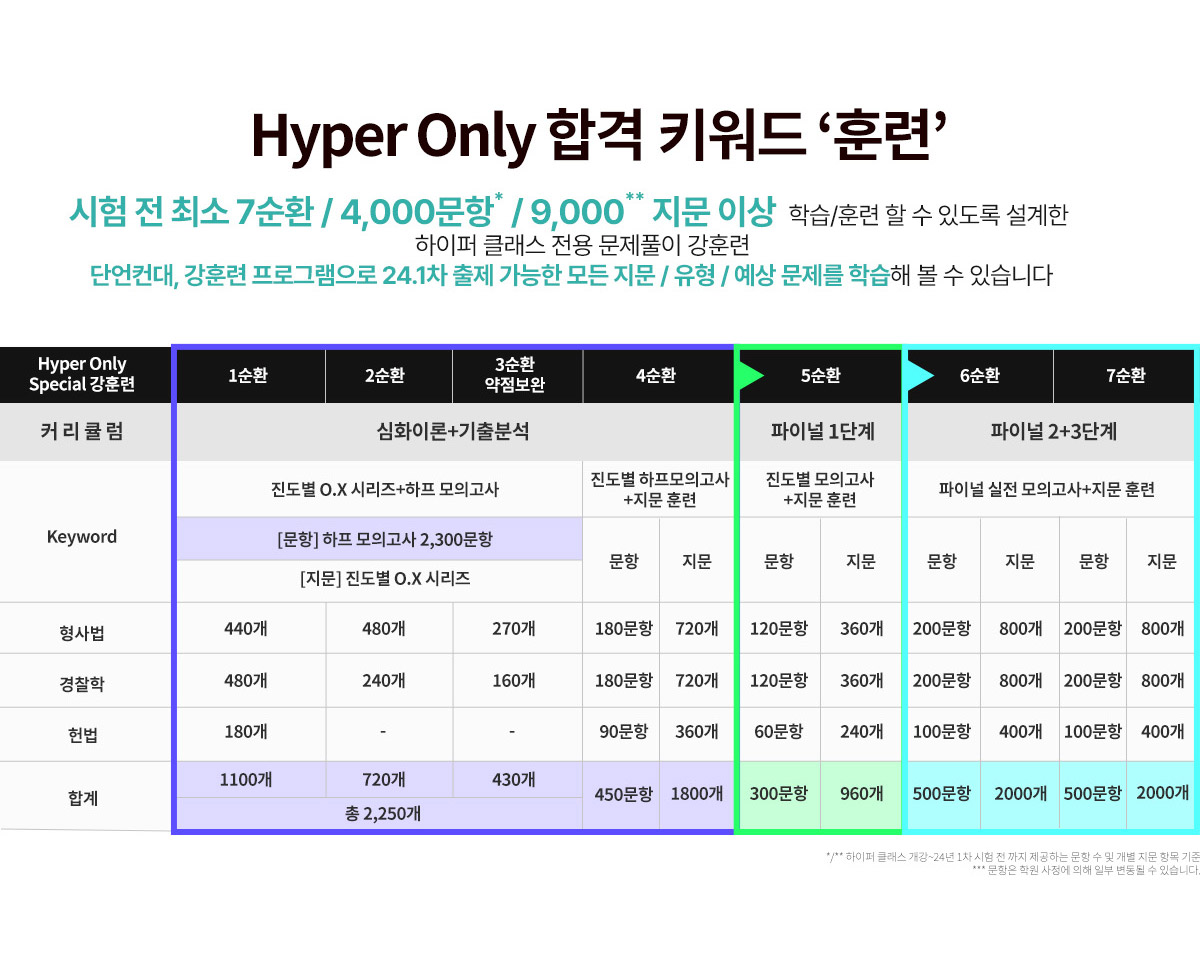 Hyper Only 합격 키워드 ‘훈련’
시험 전 최소 7순환 / 4,000문항* / 9,000** 지문 이상 학습/훈련 할 수 있도록 설계한
하이퍼 클래스 전용 문제풀이 강훈련
단언컨대, 강훈련 프로그램으로 24.1차 출제 가능한 모든 지문 / 유형 / 예상 문제를 학습해 볼 수 있습니다
Hyper Only
Special 강훈련
1순환
2순환
3순환
약점보완
4순환
5순환
6순환
7순환
커 리 큘 럼
심화이론+기출분석
파이널 1단계
파이널 2+3단계
Keyword
진도별 O.X 시리즈+하프 모의고사
진도별 하프모의고사
+지문 훈련
진도별 모의고사
+지문 훈련
파이널 실전 모의고사+지문 훈련
[문항] 하프 모의고사 2,300문항
[지문] 진도별 O.X 시리즈
문항 지문 문항 지문 문항 지문 문항 지문
형사법 440개 480개 270개 180문항 720개 120문항 360개 200문항 800개 200문항 800개
경찰학 480개 240개 160개 180문항 720개 120문항 360개 200문항 800개 200문항 800개
헌법 180개 - - 90문항 360개 60문항 240개 100문항 400개 100문항 400개
합계 1100개 720개 430개 450문항 1800개 300문항 960개 500문항 2000개 500문항 2000개
총 2,250개
*/** 하이퍼 클래스 개강~24년 1차 시험 전 까지 제공하는 문항 수 및 개별 지문 항목 기준
*** 문항은 학원 사정에 의해 일부 변동될 수 있습니다.